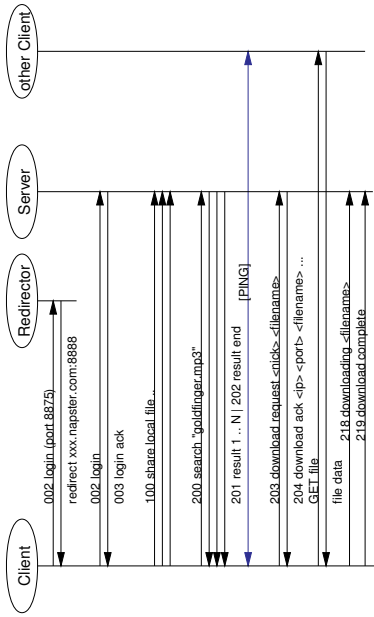 Client
Redirector
Server
other Client
002 login (port 8875)
redirect xxx.napster.com:8888
002 login
003 login ack
100 share local file ..
200 search "goldfinger.mp3"
201 result 1 .. N | 202 result end
[PING]
203 download request <nick> <filename>
204 download ack <ip> <port> <filename> ...
GET file
file data
218 downloading <filename>
219 download complete